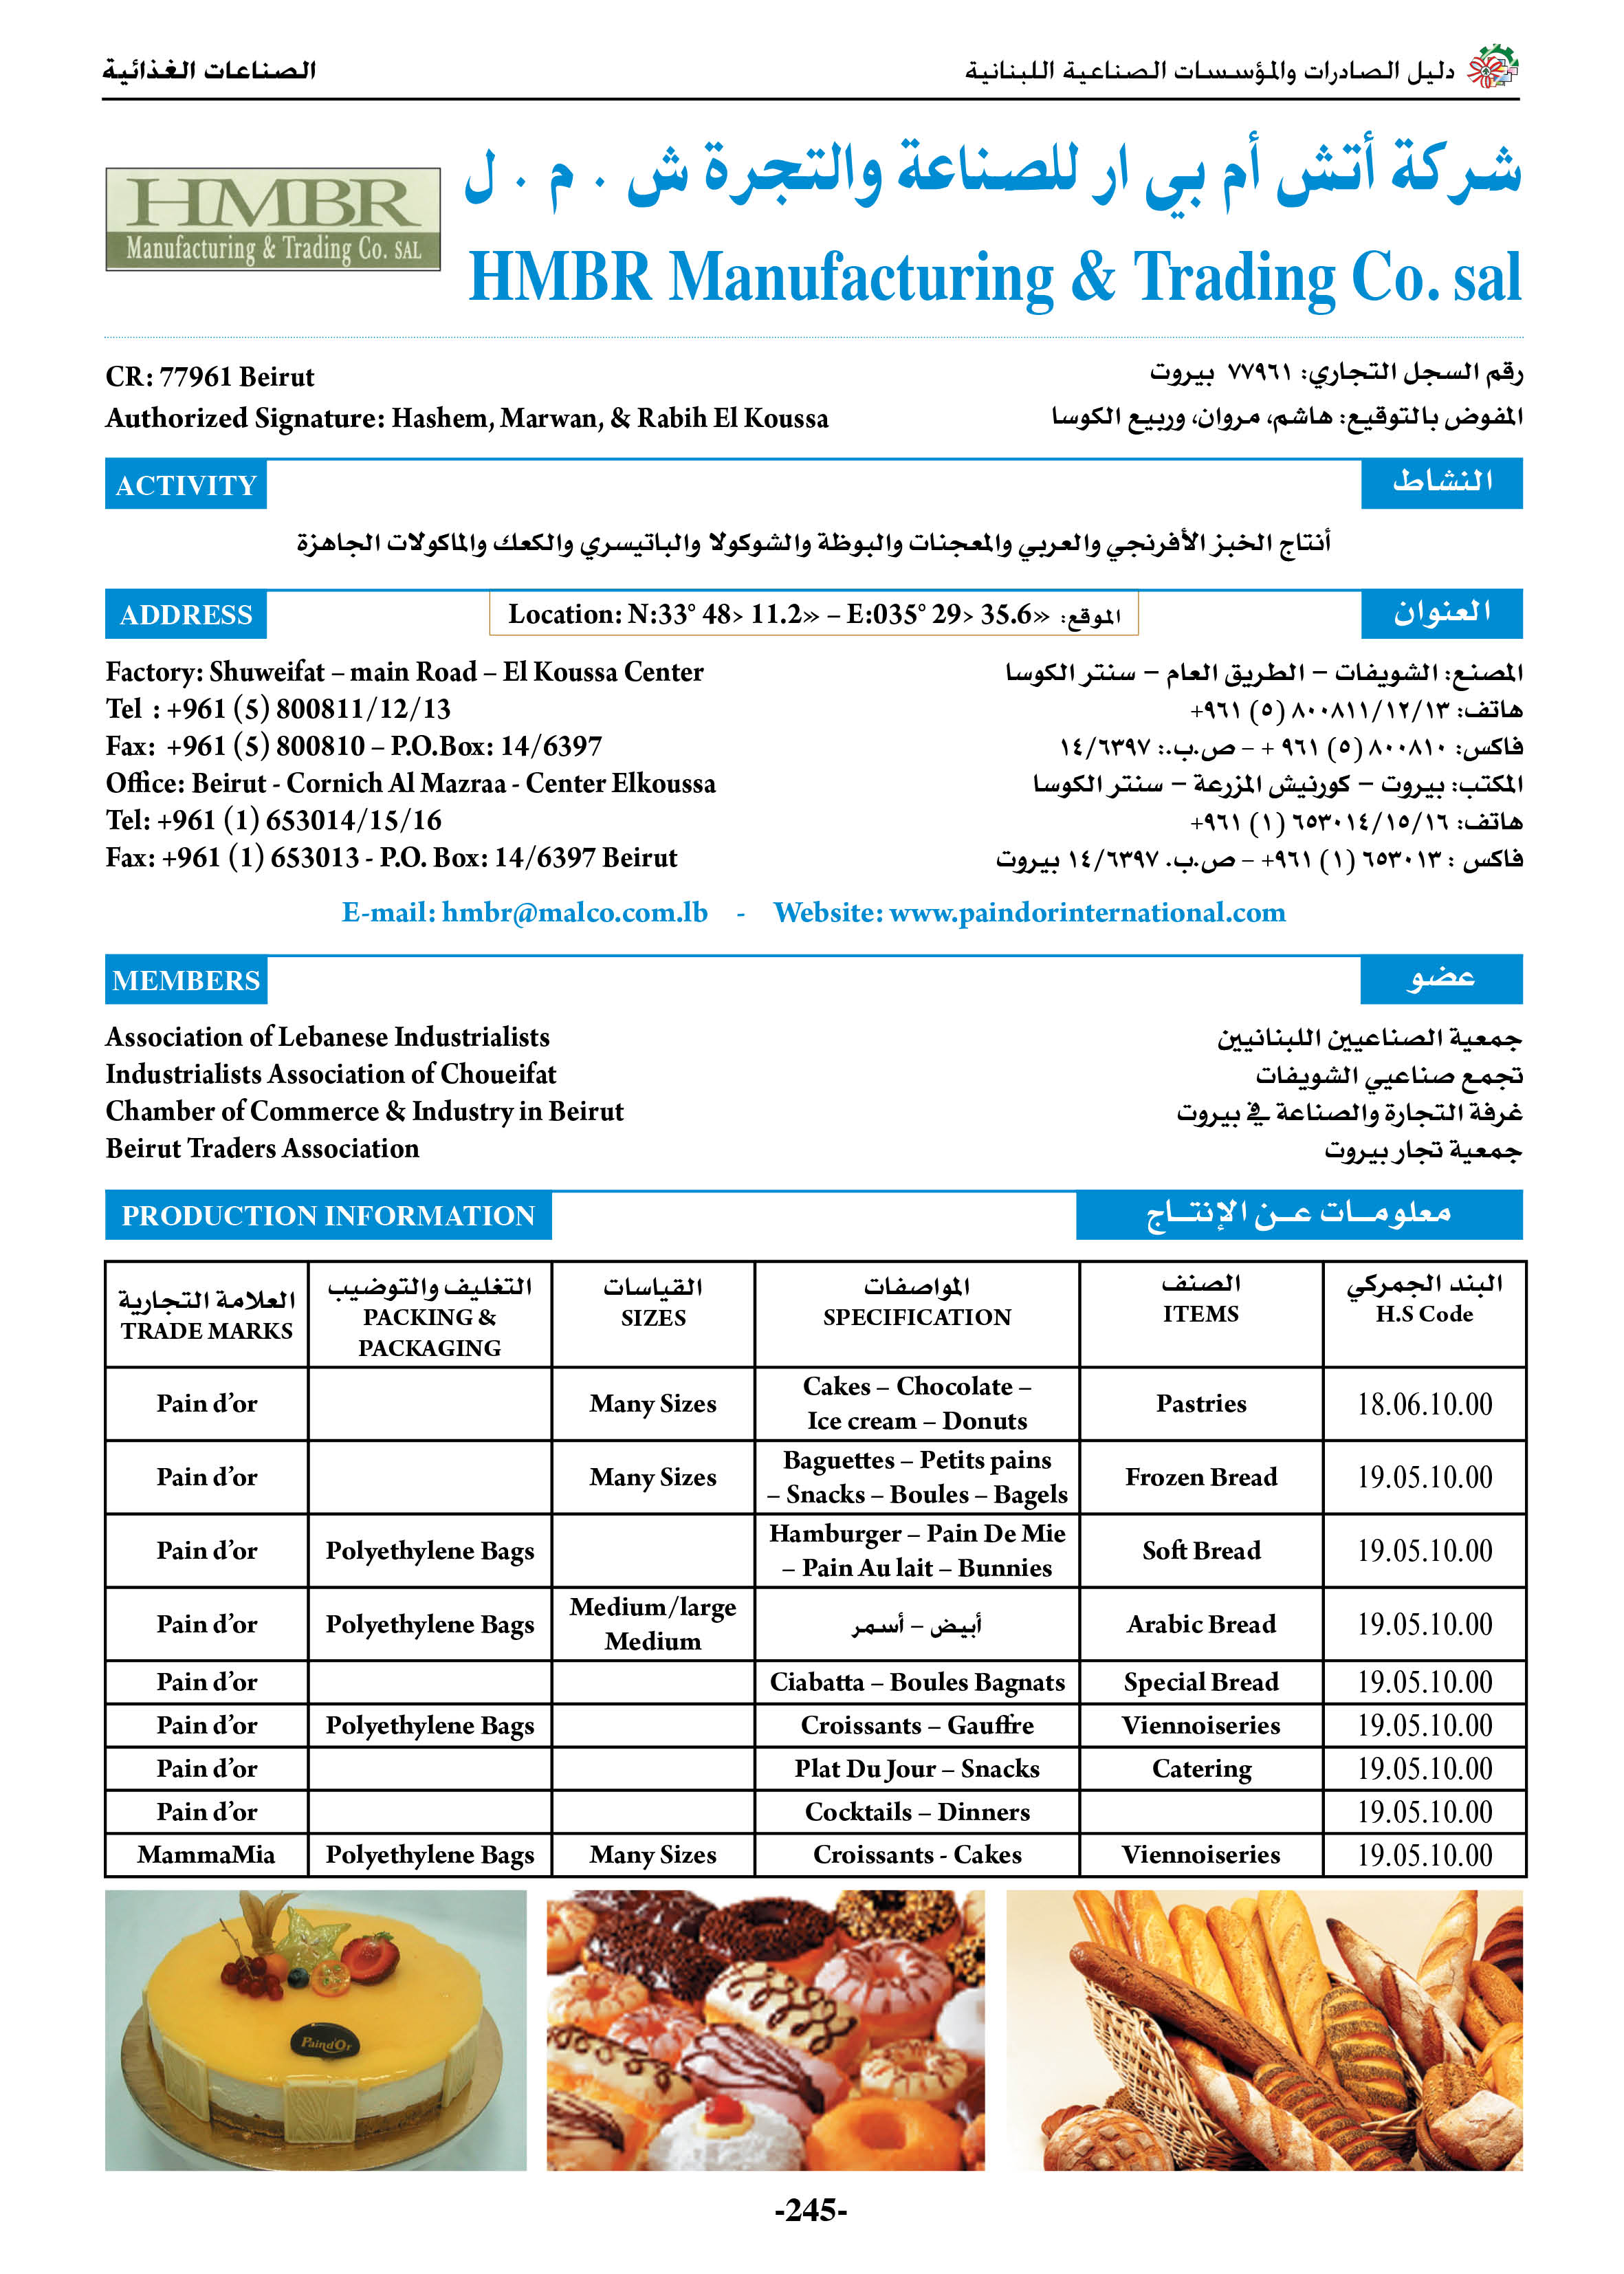 دليل الصادرات والمؤسسات الصناعية اللبنانية
الصناعات الغذائية
شركة أتش أم بي ار للصناعة والتجرة ش . م . ل
HMBR
Manufacturing & Trading Co. SAL
HMBR Manufacturing & Trading Co. sal
CR: 77961 Beirut
رقم السجل التجاري: ٧٧٩٦١ بيروت
Authorized Signature: Hashem, Marwan, & Rabih El Koussa
المفوض بالتوقيع: هاشم، مروان، وربيع الكوسا
ACTIVITY
النشاط
أنتاج الخبز الأفرنجي والعربي والمعجنات والبوظة والشوكولا والباتيسري والكعك والماكولات الجاهزة
ADDRESS
Location: N:33° 48› 11.2» – E:035° 29› 35.6» الموقع:
العنوان
Factory: Shuweifat – main Road – El Koussa Center
Tel : +961 (5) 800811/12/13
Fax: +961 (5) 800810 – P.O.Box: 14/6397
Office: Beirut - Cornich Al Mazraa - Center Elkoussa
Tel: +961 (1) 653014/15/16
Fax: +961 (1) 653013 - P.O. Box: 14/6397 Beirut
المصنع: الشويفات – الطريق العام – سنتر الكوسا
هاتف: ٨٠٠٨١١/١٢/١٣ (٥) ٩٦١+
فاكس: ٨٠٠٨١٠ (٥) ٩٦١ + – ص.ب.: ١٤/٦٣٩٧
المكتب: بيروت – كورنيش المزرعة – سنتر الكوسا
هاتف: ٦٥٣٠١٤/١٥/١٦ (١) ٩٦١+
فاكس : ٦٥٣٠١٣ (١) ٩٦١+ – ص.ب. ١٤/٦٣٩٧ بيروت
E-mail: hmbr@malco.com.lb - Website: www.paindorinternational.com
MEMBERS
عضو
Association of Lebanese Industrialists
Industrialists Association of Choueifat
Chamber of Commerce & Industry in Beirut
Beirut Traders Association
جمعية الصناعيين اللبنانيين
تجمع صناعيي الشويفات
غرفة التجارة والصناعة في بيروت
جمعية تجار بيروت
PRODUCTION INFORMATION
معلومات عن الإنتاج
العلامة التجارية
TRADE MARKS
التغليف والتوضيب
PACKING &
PACKAGING
القياسات
SIZES
المواصفات
SPECIFICATION
الصنف
ITEMS
البند الجمركي
H.S Code
Pain d’or
Many Sizes
Cakes – Chocolate –
Ice cream – Donuts
Pastries
18.06.10.00
Pain d’or
Many Sizes
Baguettes – Petits pains
– Snacks – Boules – Bagels
Frozen Bread
19.05.10.00
Pain d’or
Polyethylene Bags
Hamburger – Pain De Mie
– Pain Au lait – Bunnies
Soft Bread
19.05.10.00
Pain d’or
Polyethylene Bags
Medium/large
Medium
أبيض – أسمر
Arabic Bread
19.05.10.00
Pain d’or
Ciabatta – Boules Bagnats
Special Bread
19.05.10.00
Pain d’or
Polyethylene Bags
Croissants – Gauffre
Viennoiseries
19.05.10.00
Pain d’or
Plat Du Jour – Snacks
Catering
19.05.10.00
Pain d’or
Cocktails – Dinners
19.05.10.00
MammaMia
Polyethylene Bags
Many Sizes
Croissants - Cakes
Viennoiseries
19.05.10.00
Paind'Or
-245-